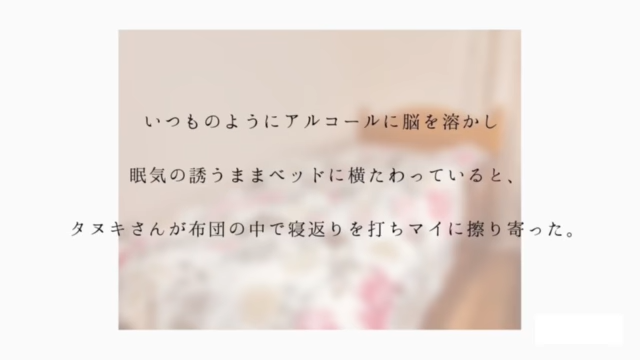 いつものようにアルコールに脳を溶かし
眠気の誘うままベッドに横たわっていると、
タヌキさんが布団の中で寝返りを打ちマイに擦り寄った。